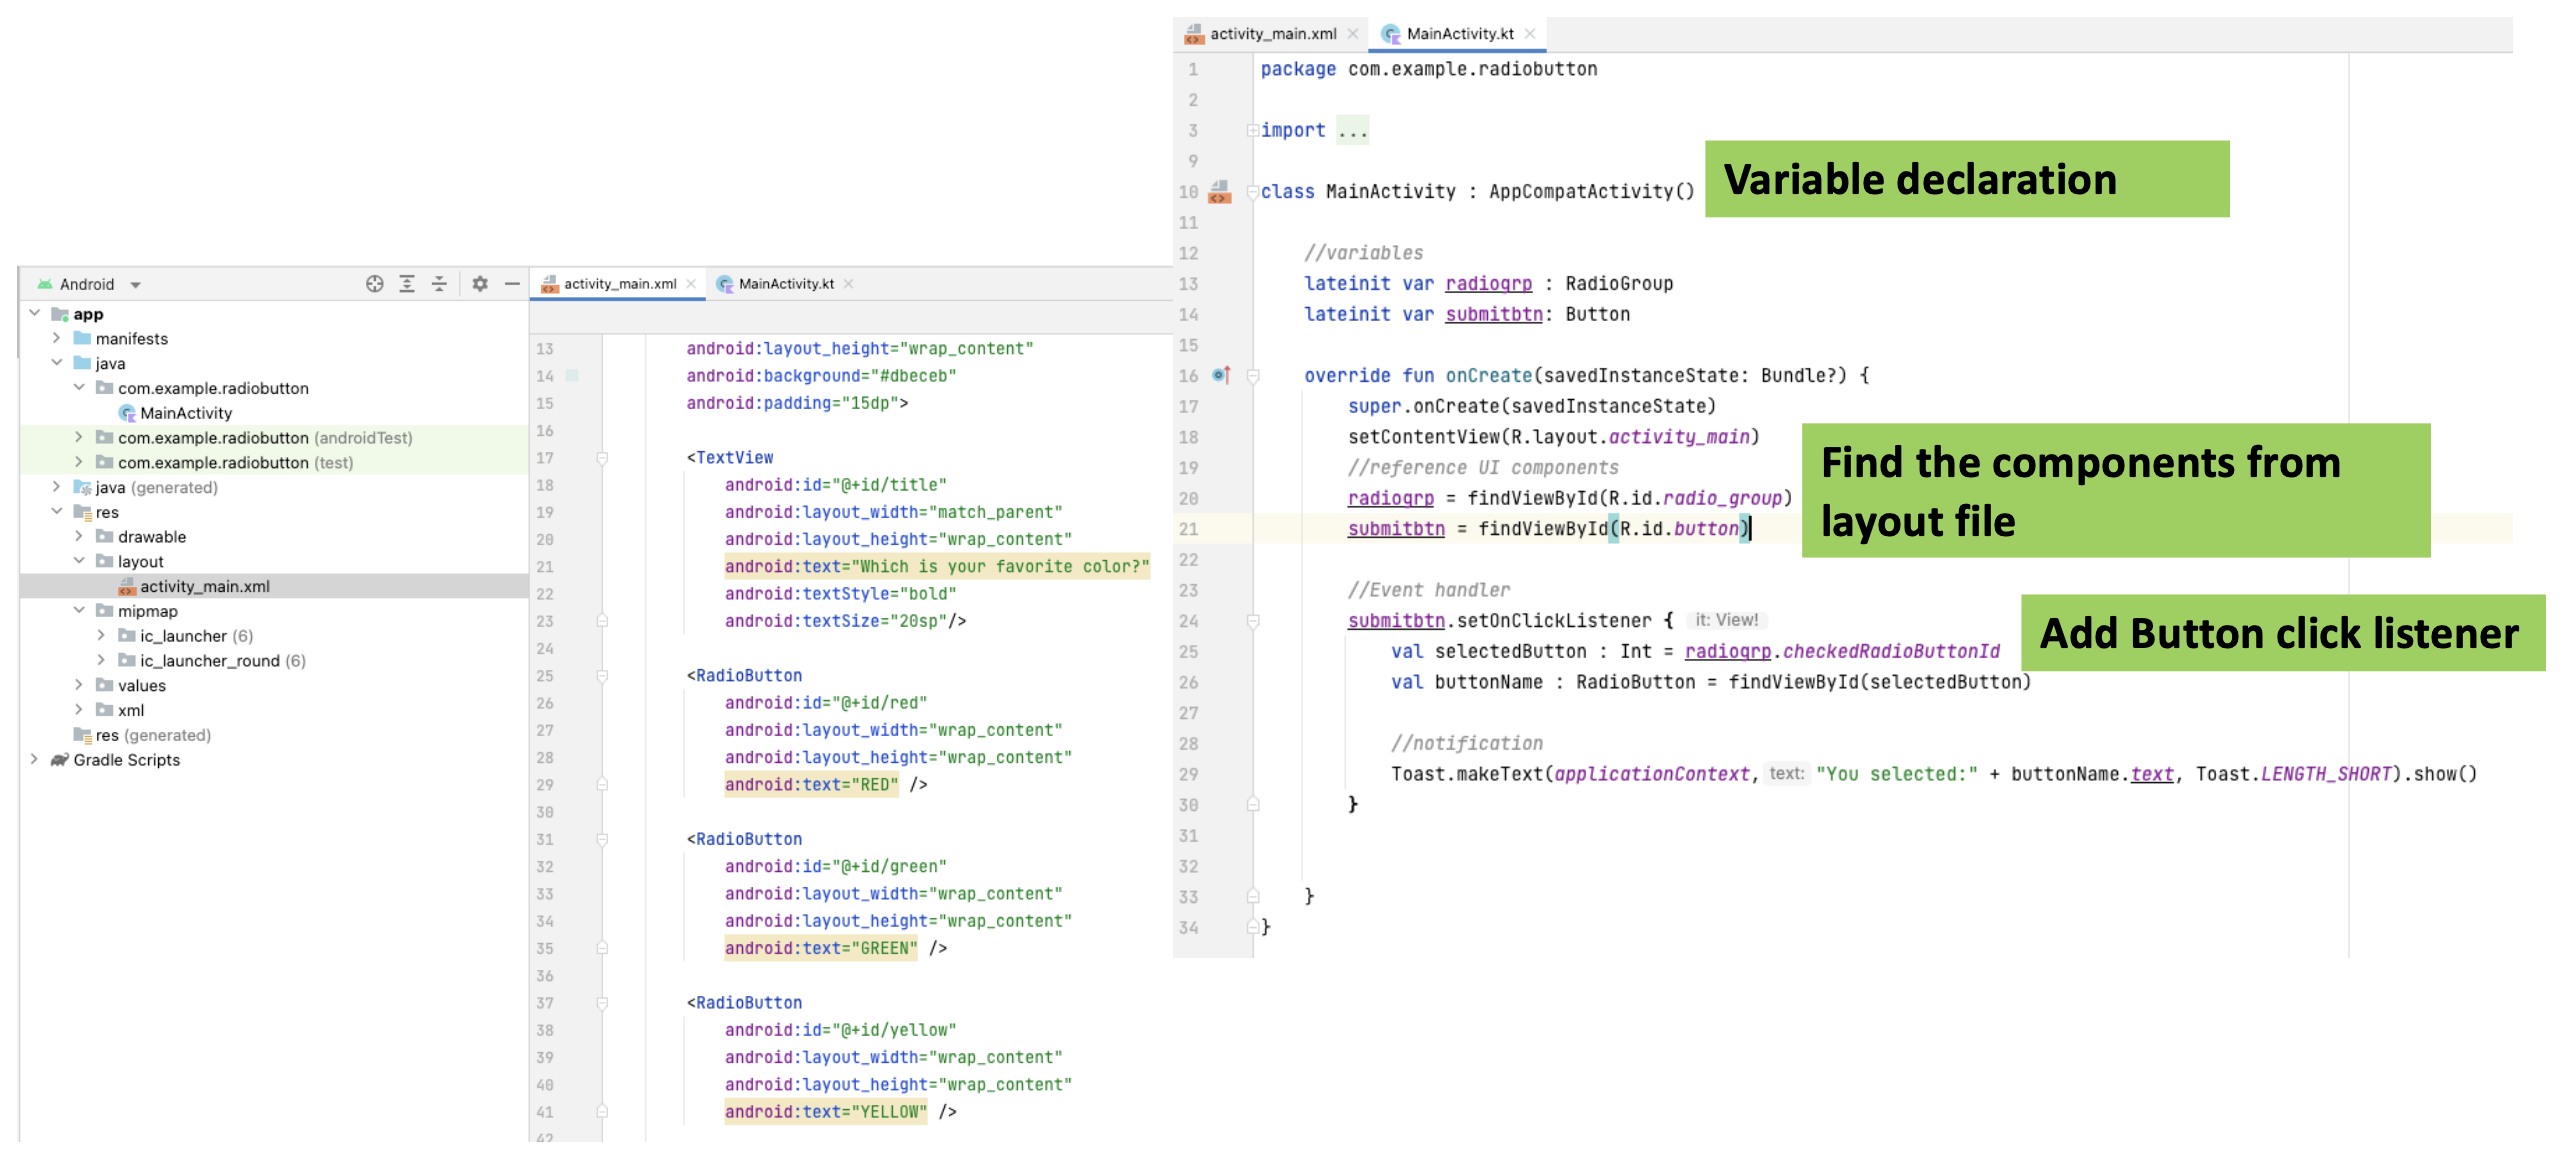 Android
app
manifests
java
com.example.radiobutton
MainActivity
com.example.radiobutton (androidTest)
com.example.radiobutton (test)
java (generated)
res
drawable
layout
activity_main.xml
mipmap
ic_launcher (6)
ic_launcher_round (6)
values
xml
res (generated)
Gradle Scripts
activity_main.xml MainActivity.kt
13 android:layout_height="wrap_content"
14 android:background="#dbeceb"
15 android:padding="15dp">
16
17 <TextView
18 android:id="@+id/title"
19 android:layout_width="match_parent"
20 android:layout_height="wrap_content"
21 android:text="Which is your favorite color?"
22 android:textStyle="bold"
23 android:textSize="20sp"/>
24
25 <RadioButton
26 android:id="@+id/red"
27 android:layout_width="wrap_content"
28 android:layout_height="wrap_content"
29 android:text="RED" />
30
31 <RadioButton
32 android:id="@+id/green"
33 android:layout_width="wrap_content"
34 android:layout_height="wrap_content"
35 android:text="GREEN" />
36
37 <RadioButton
38 android:id="@+id/yellow"
39 android:layout_width="wrap_content"
40 android:layout_height="wrap_content"
41 android:text="YELLOW" />
42
activity_main.xml MainActivity.kt
1 package com.example.radiobutton
2
3 import ...
9
10 class MainActivity : AppCompatActivity()
Variable declaration
11
12 //variables
13 lateinit var radiogrp : RadioGroup
14 lateinit var submitbtn: Button
15
16 override fun onCreate(savedInstanceState: Bundle?) {
17 super.onCreate(savedInstanceState)
18 setContentView(R.layout.activity_main)
19 //reference UI components
20 radiogrp = findViewById(R.id.radio_group)
21 submitbtn = findViewById(R.id.button)
Find the components from
layout file
22
23 //Event handler
24 submitbtn.setOnClickListener { it: View!
Add Button click listener
25 val selectedButton : Int = radiogrp.checkedRadioButtonId
26 val buttonName : RadioButton = findViewById(selectedButton)
27
28 //notification
29 Toast.makeText(applicationContext, text: "You selected:" + buttonName.text, Toast.LENGTH_SHORT).show()
30 }
31
32
33 }
34 }